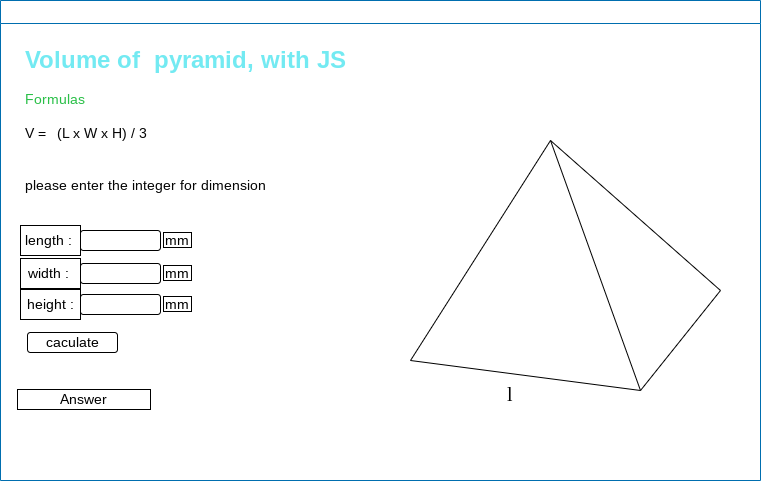 Volume of  pyramid, with JS
Formulas
V =  (L x W x H) / 3
please enter the integer for dimension
length : mm
width : mm
height : mm
caculate
Answer
l